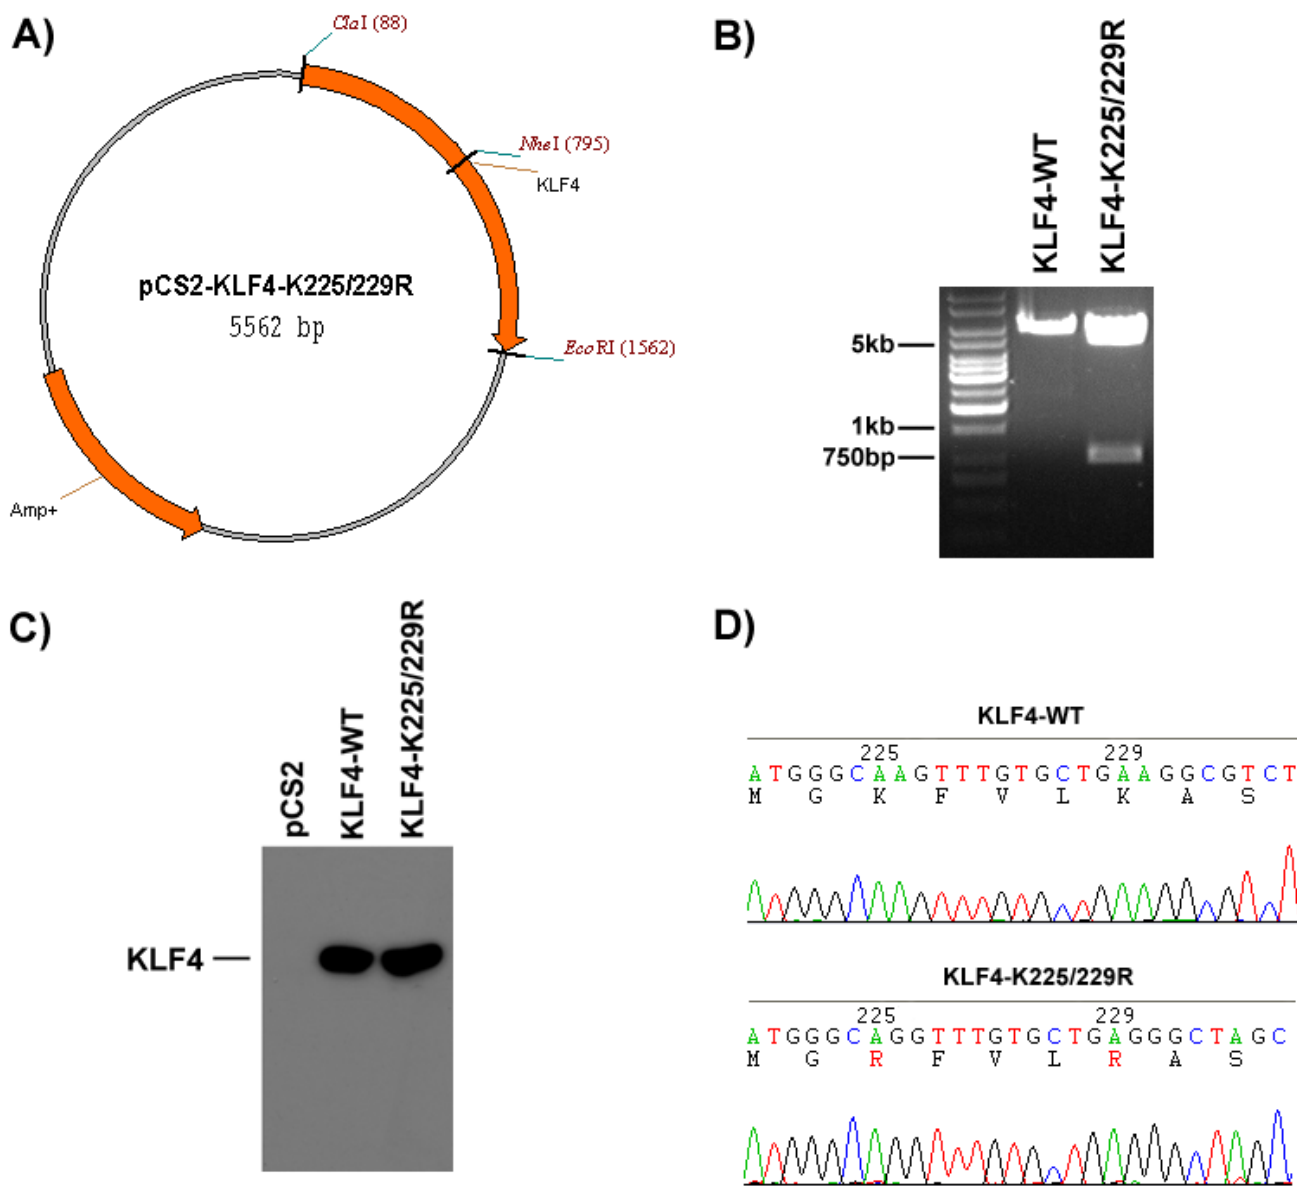 A)
ClaI (88)
NheI (795)
KLF4
pCS2-KLF4-K225/229R
5562 bp
EcoRI (1562)
Amp+
B)
KLF4-WT
KLF4-K225/229R
5kb
1kb
750bp
C)
pCS2
KLF4-WT
KLF4-K225/229R
KLF4
D)
KLF4-WT
225 229
ATGGGCAAGTTTGTGCTGAAGGCGTCT
M G K F V L K A S
KLF4-K225/229R
225 229
ATGGGCAGGTTTGTGCTGAGGGCTAGC
M G R F V L R A S